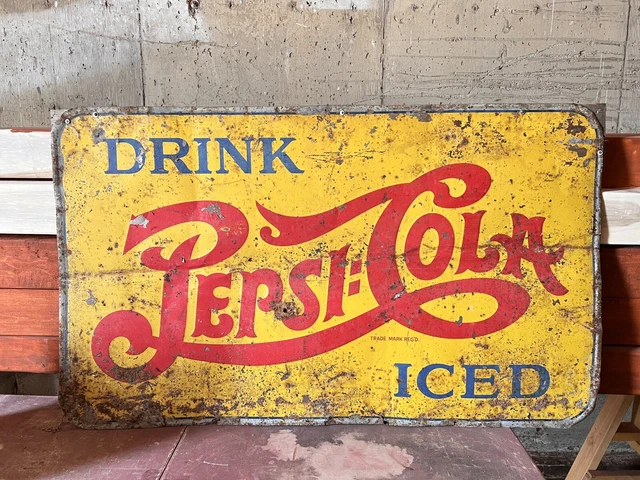 DRINK
PEPSI:COLA
TRADE MARK REG'D
ICED